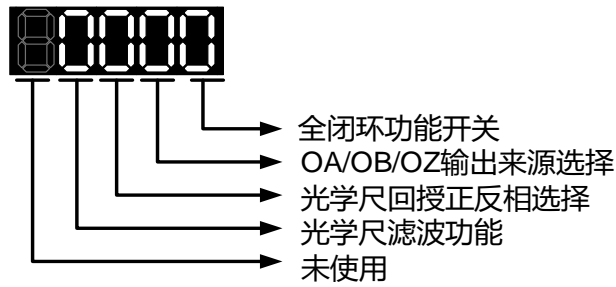 0000
全闭环功能开关
OA/OB/OZ输出来源选择
光学尺回授正反相选择
光学尺滤波功能
未使用